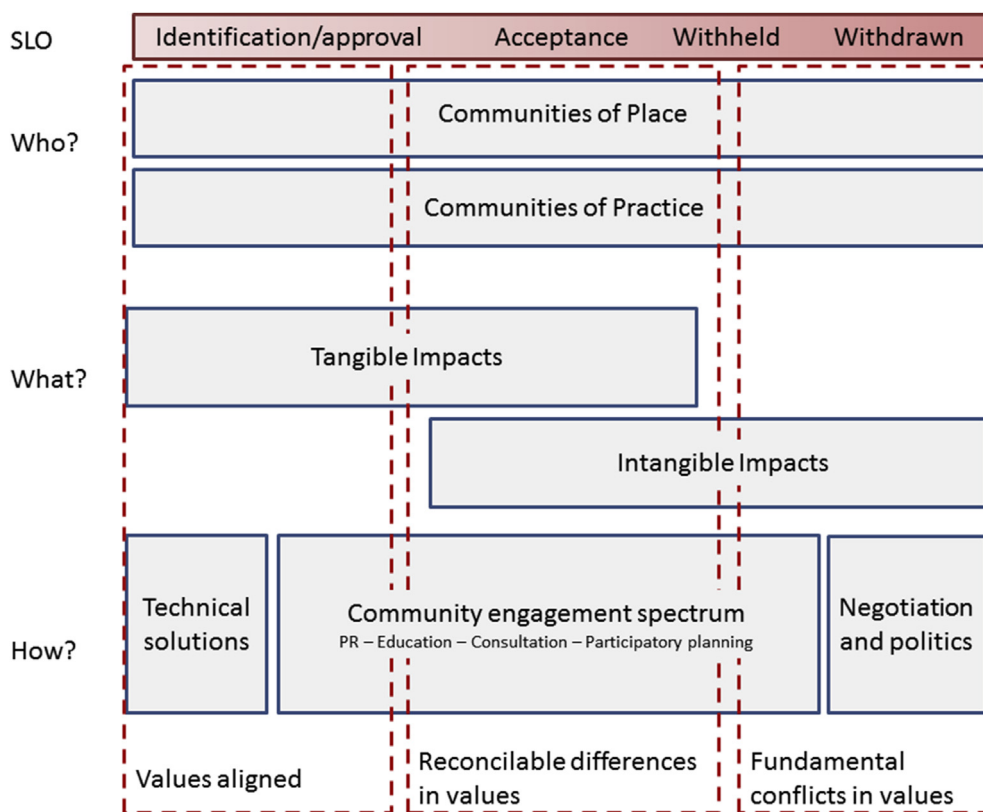 SLO Identification/approval Acceptance Withheld Withdrawn
Who?
Communities of Place
Communities of Practice
What?
Tangible Impacts
Intangible Impacts
How?
Technical
solutions
Community engagement spectrum
PR – Education – Consultation – Participatory planning
Negotiation
and politics
Values aligned
Reconcilable differences
in values
Fundamental
conflicts in values